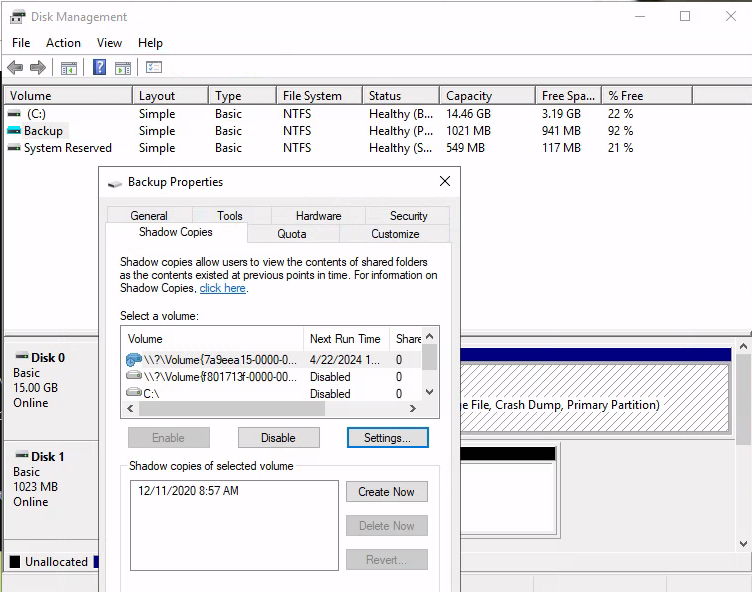 Disk Management
File Action View Help
Volume Layout Type File System Status Capacity Free Spa... % Free
(C:) Simple Basic NTFS Healthy (B... 14.46 GB 3.19 GB 22 %
Backup Simple Basic NTFS Healthy (P... 1021 MB 941 MB 92 %
System Reserved Simple Basic NTFS Healthy (S... 549 MB 117 MB 21 %
Backup Properties
General Tools Hardware Security
Shadow Copies Quota Customize
Shadow copies allow users to view the contents of shared folders
as the contents existed at previous points in time. For information on
Shadow Copies, click here.
Select a volume:
Volume Next Run Time Share
\\?\Volume{7a9eea15-0000-0... 4/22/2024 1... 0
\\?\Volume{f801713f-0000-00... Disabled 0
C:\ Disabled 0
Enable Disable Settings...
Shadow copies of selected volume
12/11/2020 8:57 AM
Create Now
Delete Now
Revert...
Disk 0
Basic
15.00 GB
Online
e File, Crash Dump, Primary Partition)
Disk 1
Basic
1023 MB
Online
Unallocated